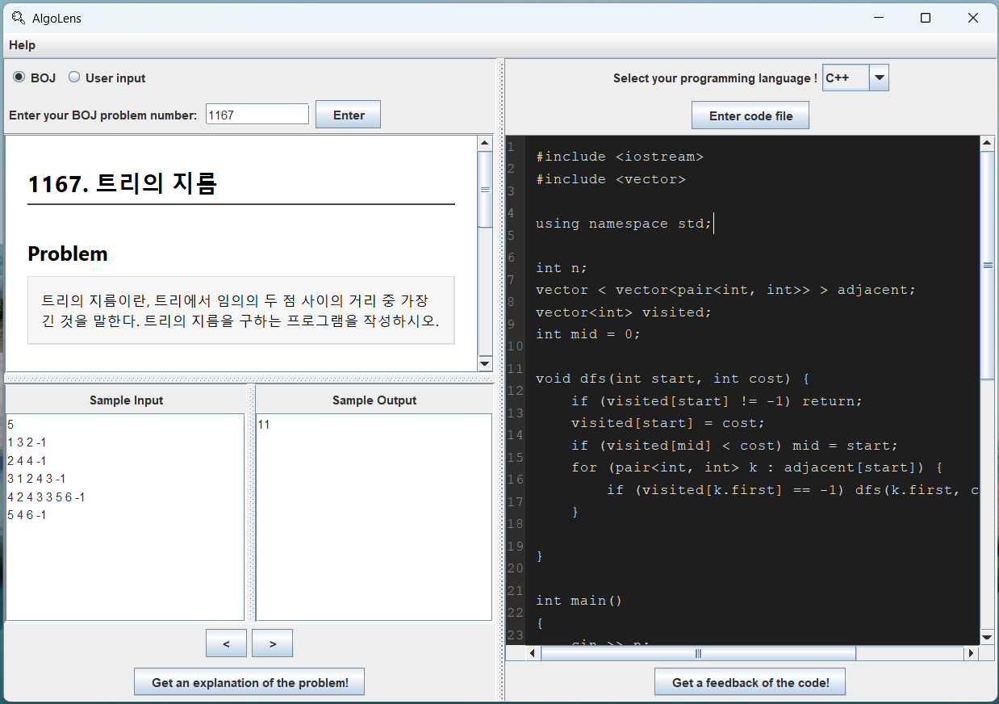 AlgoLens
Help
BOJ User input
Enter your BOJ problem number: 1167 Enter
1167. 트리의 지름
Problem
트리의 지름이란, 트리에서 임의의 두 점 사이의 거리 중 가장
긴 것을 말한다. 트리의 지름을 구하는 프로그램을 작성하시오.
Sample Input
5
1 3 2 -1
2 4 4 -1
3 1 2 4 3 -1
4 2 4 3 3 5 6 -1
5 4 6 -1
Sample Output
11
< >
Get an explanation of the problem!
Select your programming language ! C++
Enter code file
1
2
3
4
5
6
7
8
9
10
11
12
13
14
15
16
17
18
19
20
21
22
23
#include <iostream>
#include <vector>
using namespace std;
int n;
vector < vector<pair<int, int>> > adjacent;
vector<int> visited;
int mid = 0;
void dfs(int start, int cost) {
if (visited[start] != -1) return;
visited[start] = cost;
if (visited[mid] < cost) mid = start;
for (pair<int, int> k : adjacent[start]) {
if (visited[k.first] == -1) dfs(k.first, c
}
}
int main()
{
cin >> n;
Get a feedback of the code!